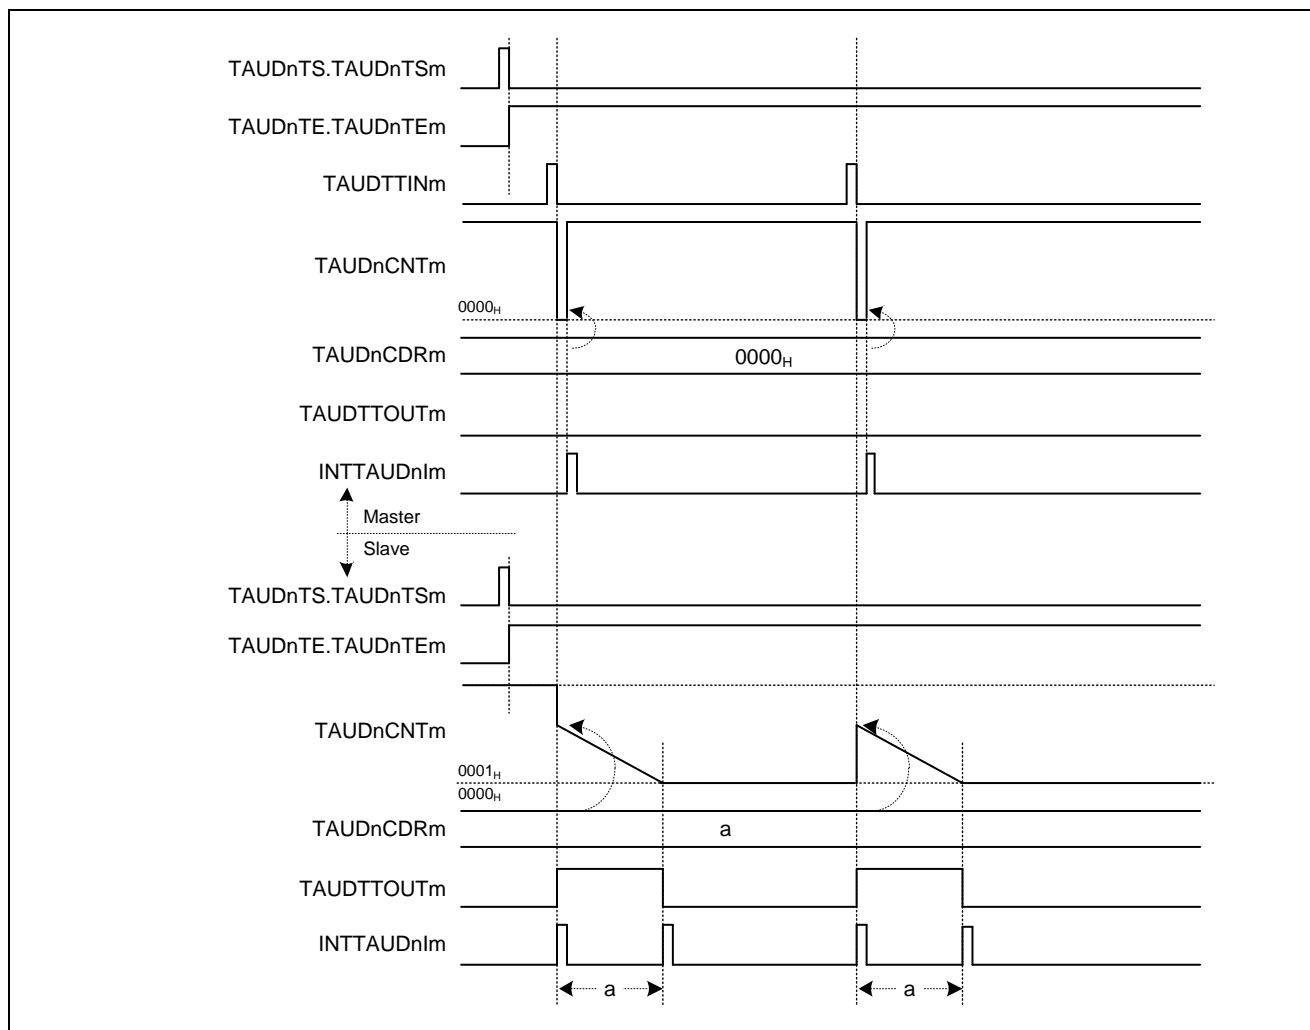 TAUDnTS.TAUDnTSm
TAUDnTE.TAUDnTEm
TAUDTTINm
TAUDnCNTm
0000H
TAUDnCDRm
0000H
TAUDTTOUTm
INTTAUDnIm
Master
Slave
TAUDnTS.TAUDnTSm
TAUDnTE.TAUDnTEm
TAUDnCNTm
0001H
0000H
TAUDnCDRm
a
TAUDTTOUTm
INTTAUDnIm
a a